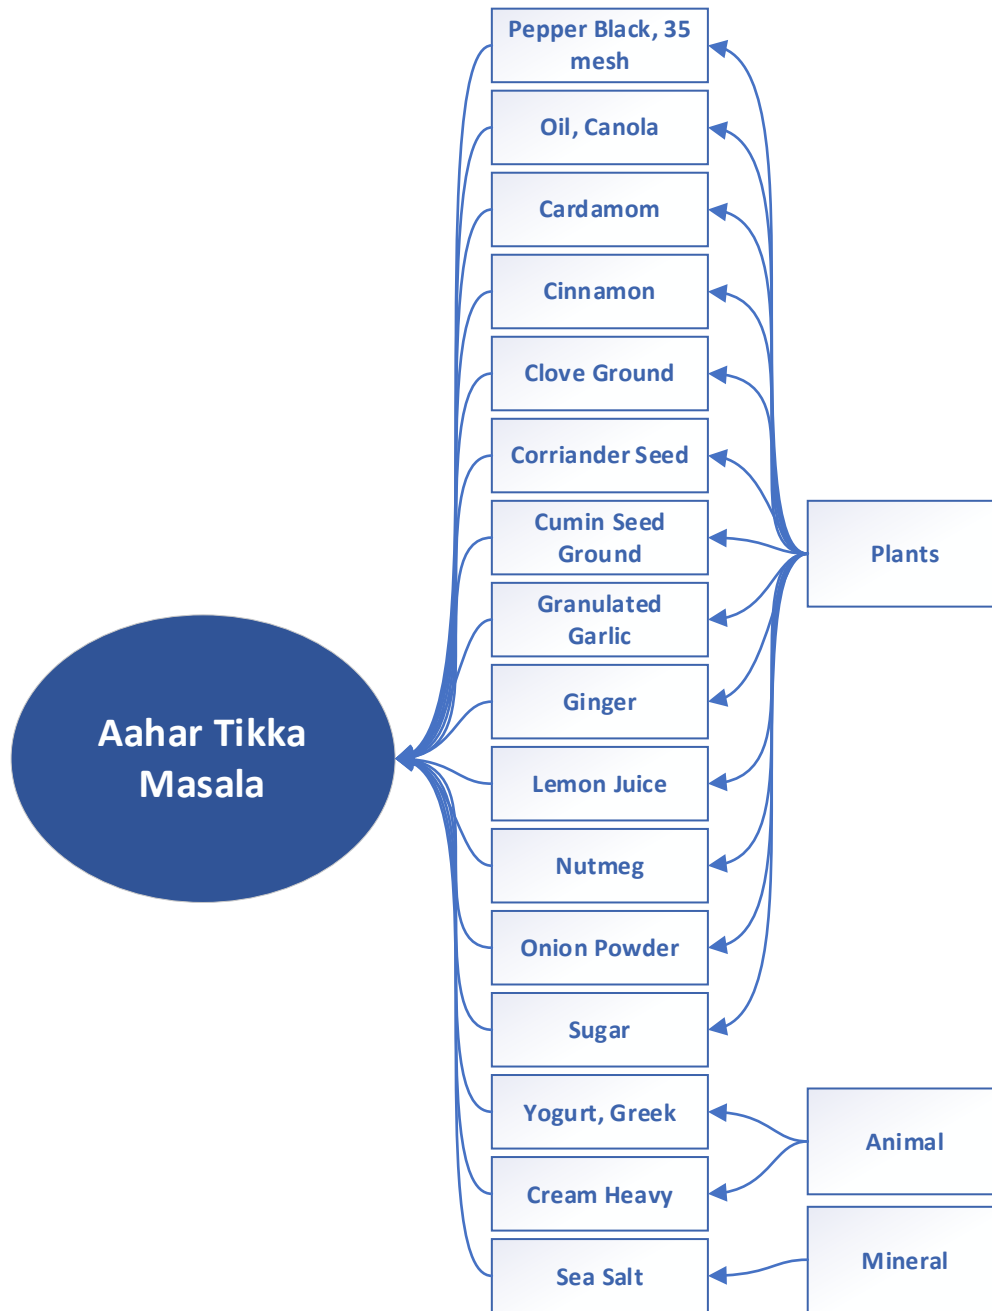 Pepper Black, 35
mesh
Oil, Canola
Cardamom
Cinnamon
Clove Ground
Corriander Seed
Cumin Seed
Ground
Granulated
Garlic
Ginger
Lemon Juice
Nutmeg
Onion Powder
Sugar
Yogurt, Greek
Cream Heavy
Sea Salt
Aahar Tikka
Masala
Plants
Animal
Mineral